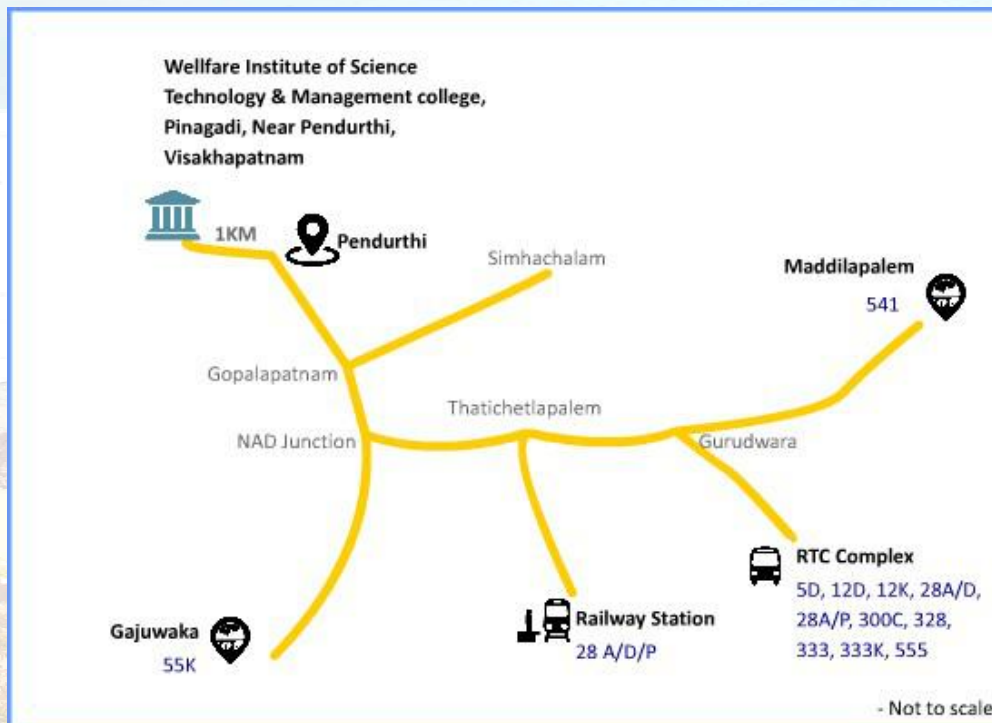 Wellfare Institute of Science
Technology & Management college,
Pinagadi, Near Pendurthi,
Visakhapatnam
1KM
Pendurthi
Simhachalam
Maddilapalem
541
Gopalapatnam
Thatichetlapalem
NAD Junction
Gurudwara
RTC Complex
5D, 12D, 12K, 28A/D,
28A/P, 300C, 328,
333, 333K, 555
Railway Station
28 A/D/P
Gajuwaka
55K
- Not to scale